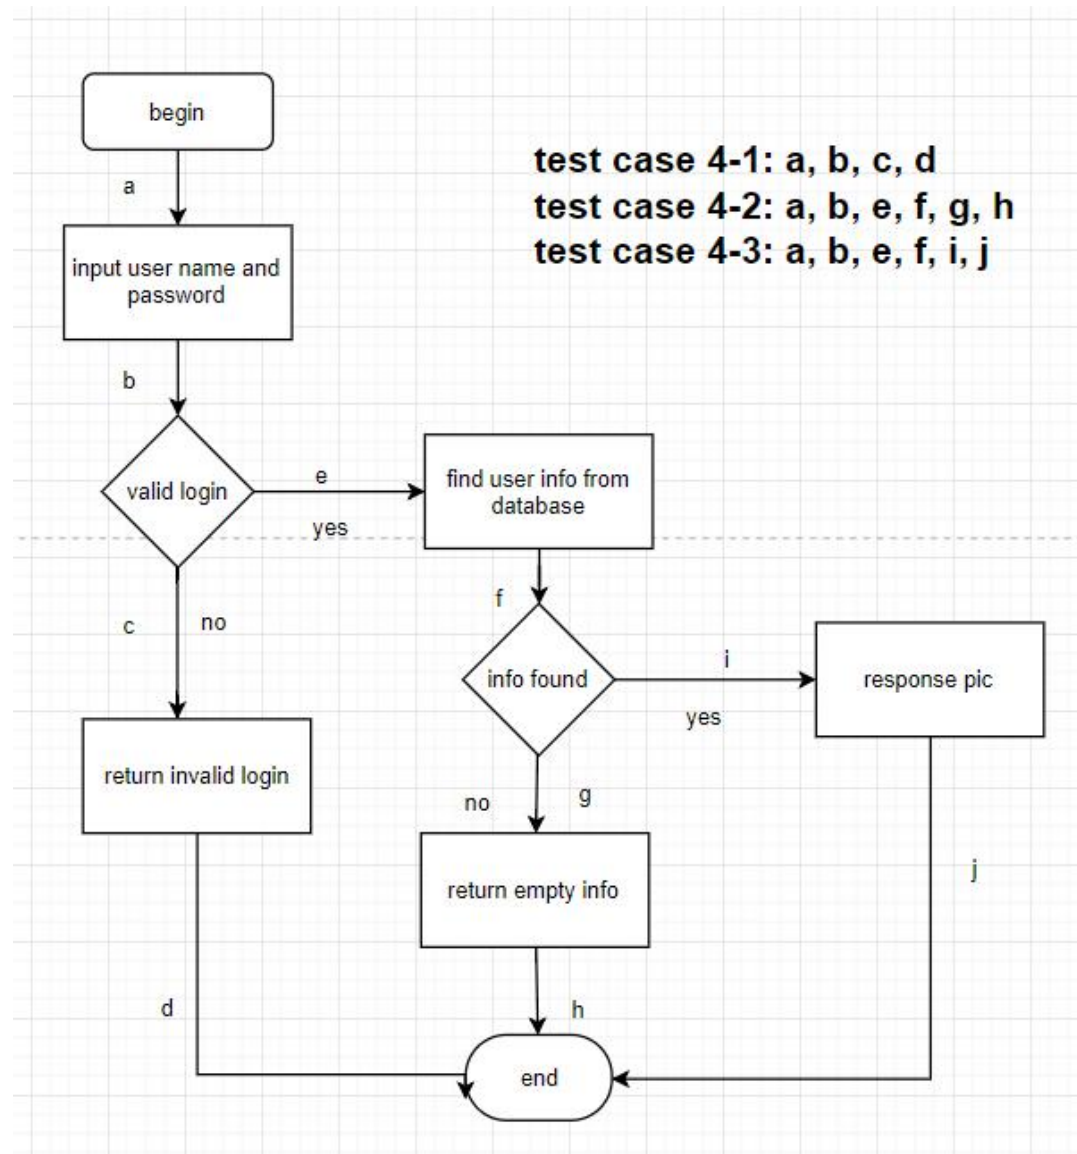 begin
test case 4-1: a, b, c, d
a
test case 4-2: a, b, e, f, g, h
test case 4-3: a, b, e, f, i, j
input user name and
password
b
valid login
e
yes
find user info from
database
c
no
f
info found
i
yes
response pic
return invalid login
no
g
return empty info
j
d
h
end